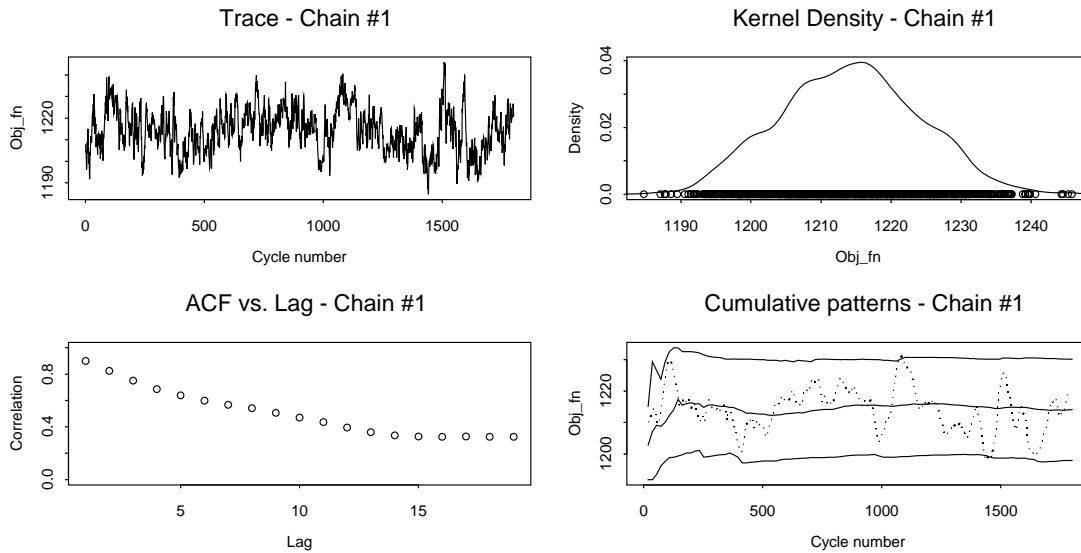 Trace - Chain #1
Obj_fn
1190 1220
0 500 1000 1500
Cycle number
Kernel Density - Chain #1
Density
0.0 0.02 0.04
1190 1200 1210 1220 1230 1240
Obj_fn
ACF vs. Lag - Chain #1
Correlation
0.0 0.4 0.8
5 10 15
Lag
Cumulative patterns - Chain #1
Obj_fn
1200 1220
0 500 1000 1500
Cycle number